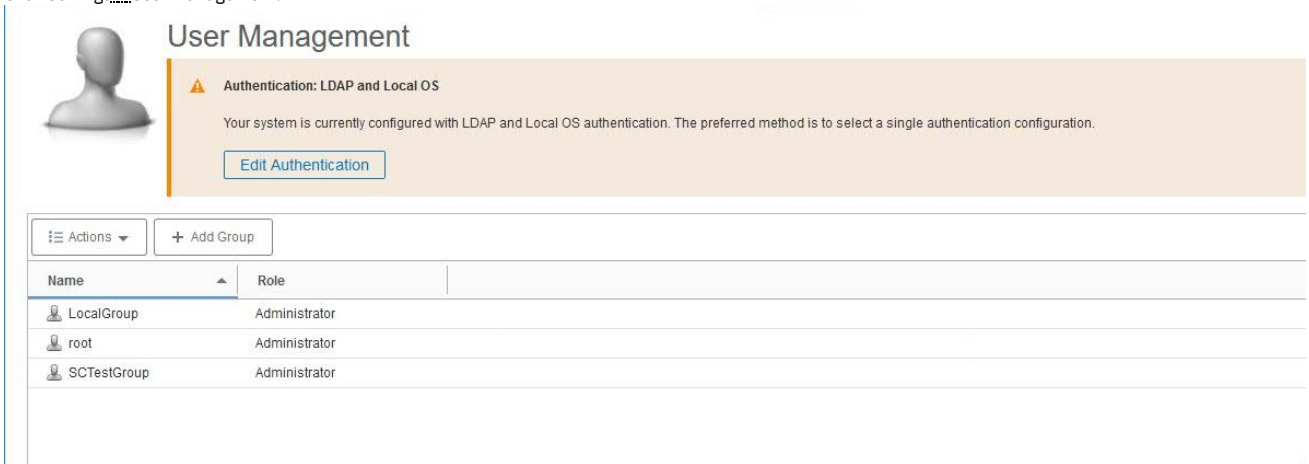 User Management
Authentication: LDAP and Local OS
Your system is currently configured with LDAP and Local OS authentication. The preferred method is to select a single authentication configuration.
Edit Authentication
Actions + Add Group
Name Role
LocalGroup Administrator
root Administrator
SCTestGroup Administrator